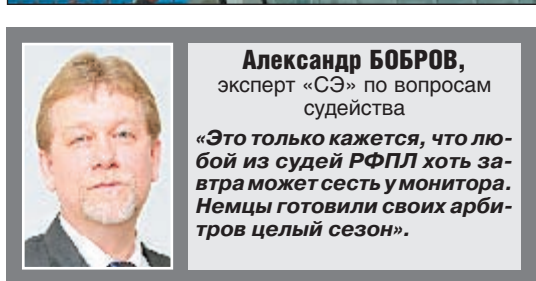 Александр БОБРОВ,
эксперт «СЭ» по вопросам
судейства
«Это только кажется, что лю-
бой из судей РФПЛ хоть за-
втра может сесть у монитора.
Немцы готовили своих арби-
тров целый сезон».